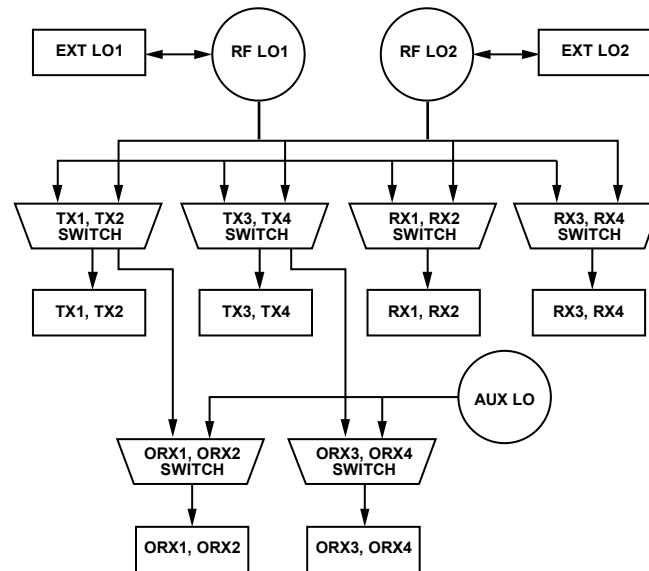 EXT LO1
RF LO1
RF LO2
EXT LO2
TX1, TX2
SWITCH
TX3, TX4
SWITCH
RX1, RX2
SWITCH
RX3, RX4
SWITCH
TX1, TX2
TX3, TX4
RX1, RX2
RX3, RX4
AUX LO
ORX1, ORX2
SWITCH
ORX3, ORX4
SWITCH
ORX1, ORX2
ORX3, ORX4